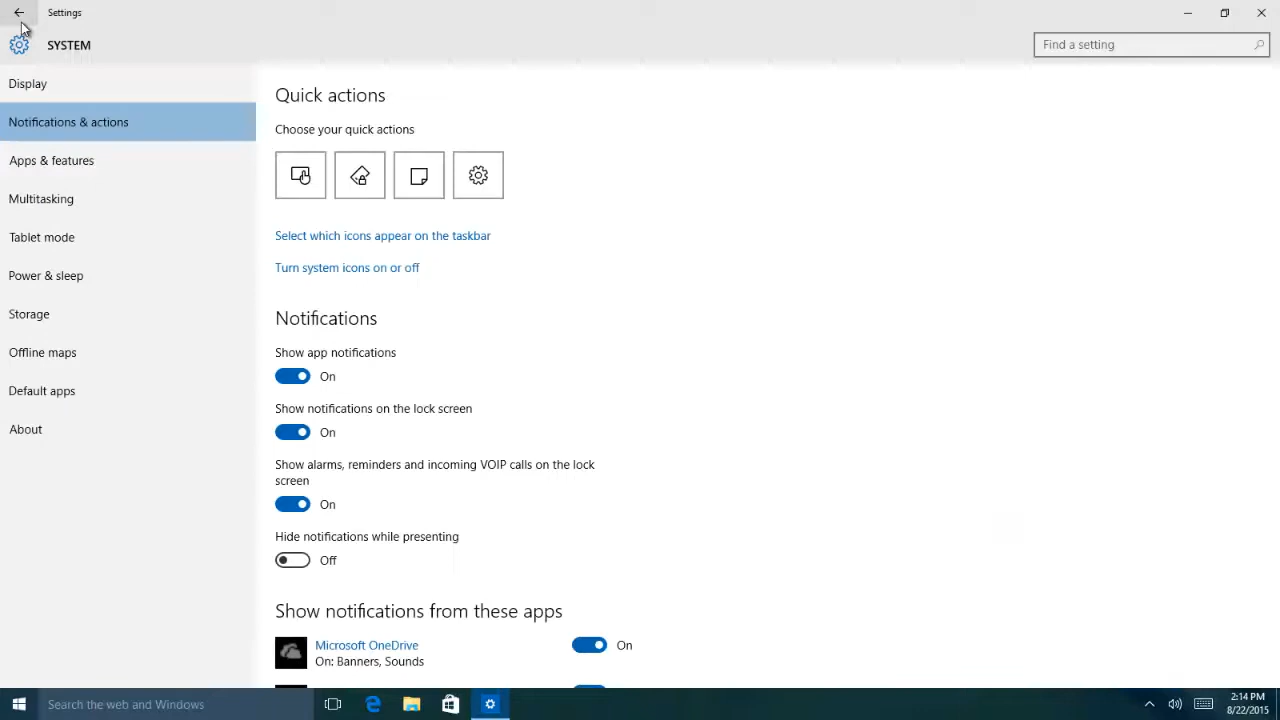 Settings
SYSTEM
Find a setting
Display
Notifications & actions
Apps & features
Multitasking
Tablet mode
Power & sleep
Storage
Offline maps
Default apps
About
Quick actions
Choose your quick actions
Select which icons appear on the taskbar
Turn system icons on or off
Notifications
Show app notifications
On
Show notifications on the lock screen
On
Show alarms, reminders and incoming VOIP calls on the lock
screen
On
Hide notifications while presenting
Off
Show notifications from these apps
Microsoft OneDrive
On
On: Banners, Sounds
Search the web and Windows
2:14 PM
8/22/2015